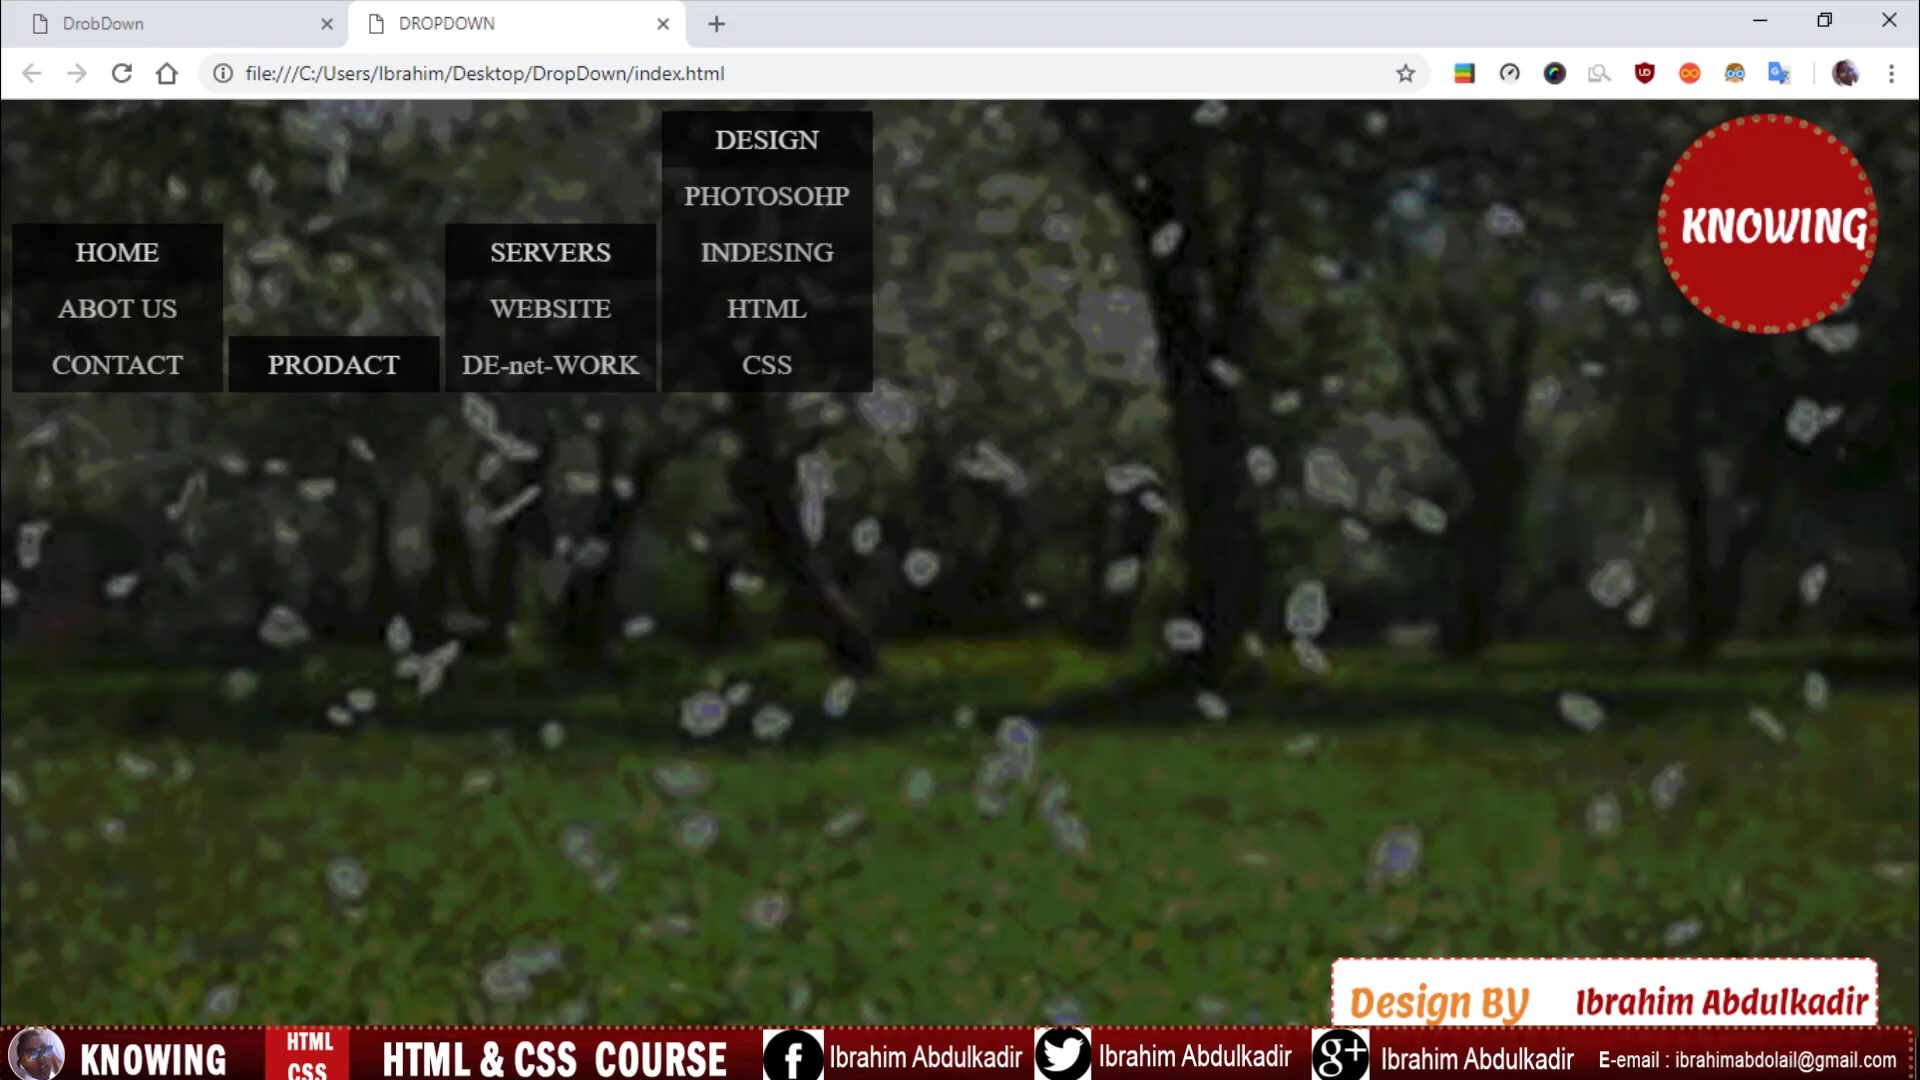 DrobDown
DROPDOWN
file:///C:/Users/Ibrahim/Desktop/DropDown/index.html
DESIGN
PHOTOSOHP
INDESING
HTML
CSS
HOME
ABOT US
CONTACT
PRODACT
SERVERS
WEBSITE
DE-net-WORK
KNOWING
Design BY Ibrahim Abdulkadir
KNOWING
HTML
CSS
HTML & CSS COURSE
Ibrahim Abdulkadir
Ibrahim Abdulkadir
g+
Ibrahim Abdulkadir
E-email : ibrahimabdolail@gmail.com